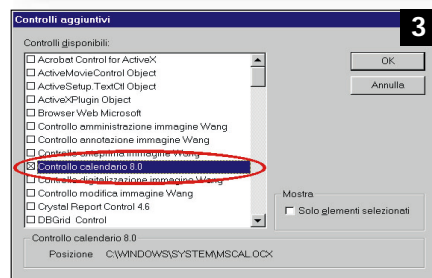 Controlli aggiuntivi
3
Controlli disponibili:
Acrobat Control for ActiveX
ActiveMovieControl Object
ActiveSetup.TextCtl Object
ActiveXPlugin Object
Browser Web Microsoft
Controllo amministrazione immagine Wang
Controllo annotazione immagine Wang
Controllo anteprima immagine Wang
Controllo calendario 8.0
Controllo digitalizzazione immagine Wang
Controllo modifica immagine Wang
Crystal Report Control 4.6
DBGrid Control
OK
Annulla
Mostra
Solo elementi selezionati
Controllo calendario 8.0
Posizione C:\WINDOWS\SYSTEM\MSCAL.OCX